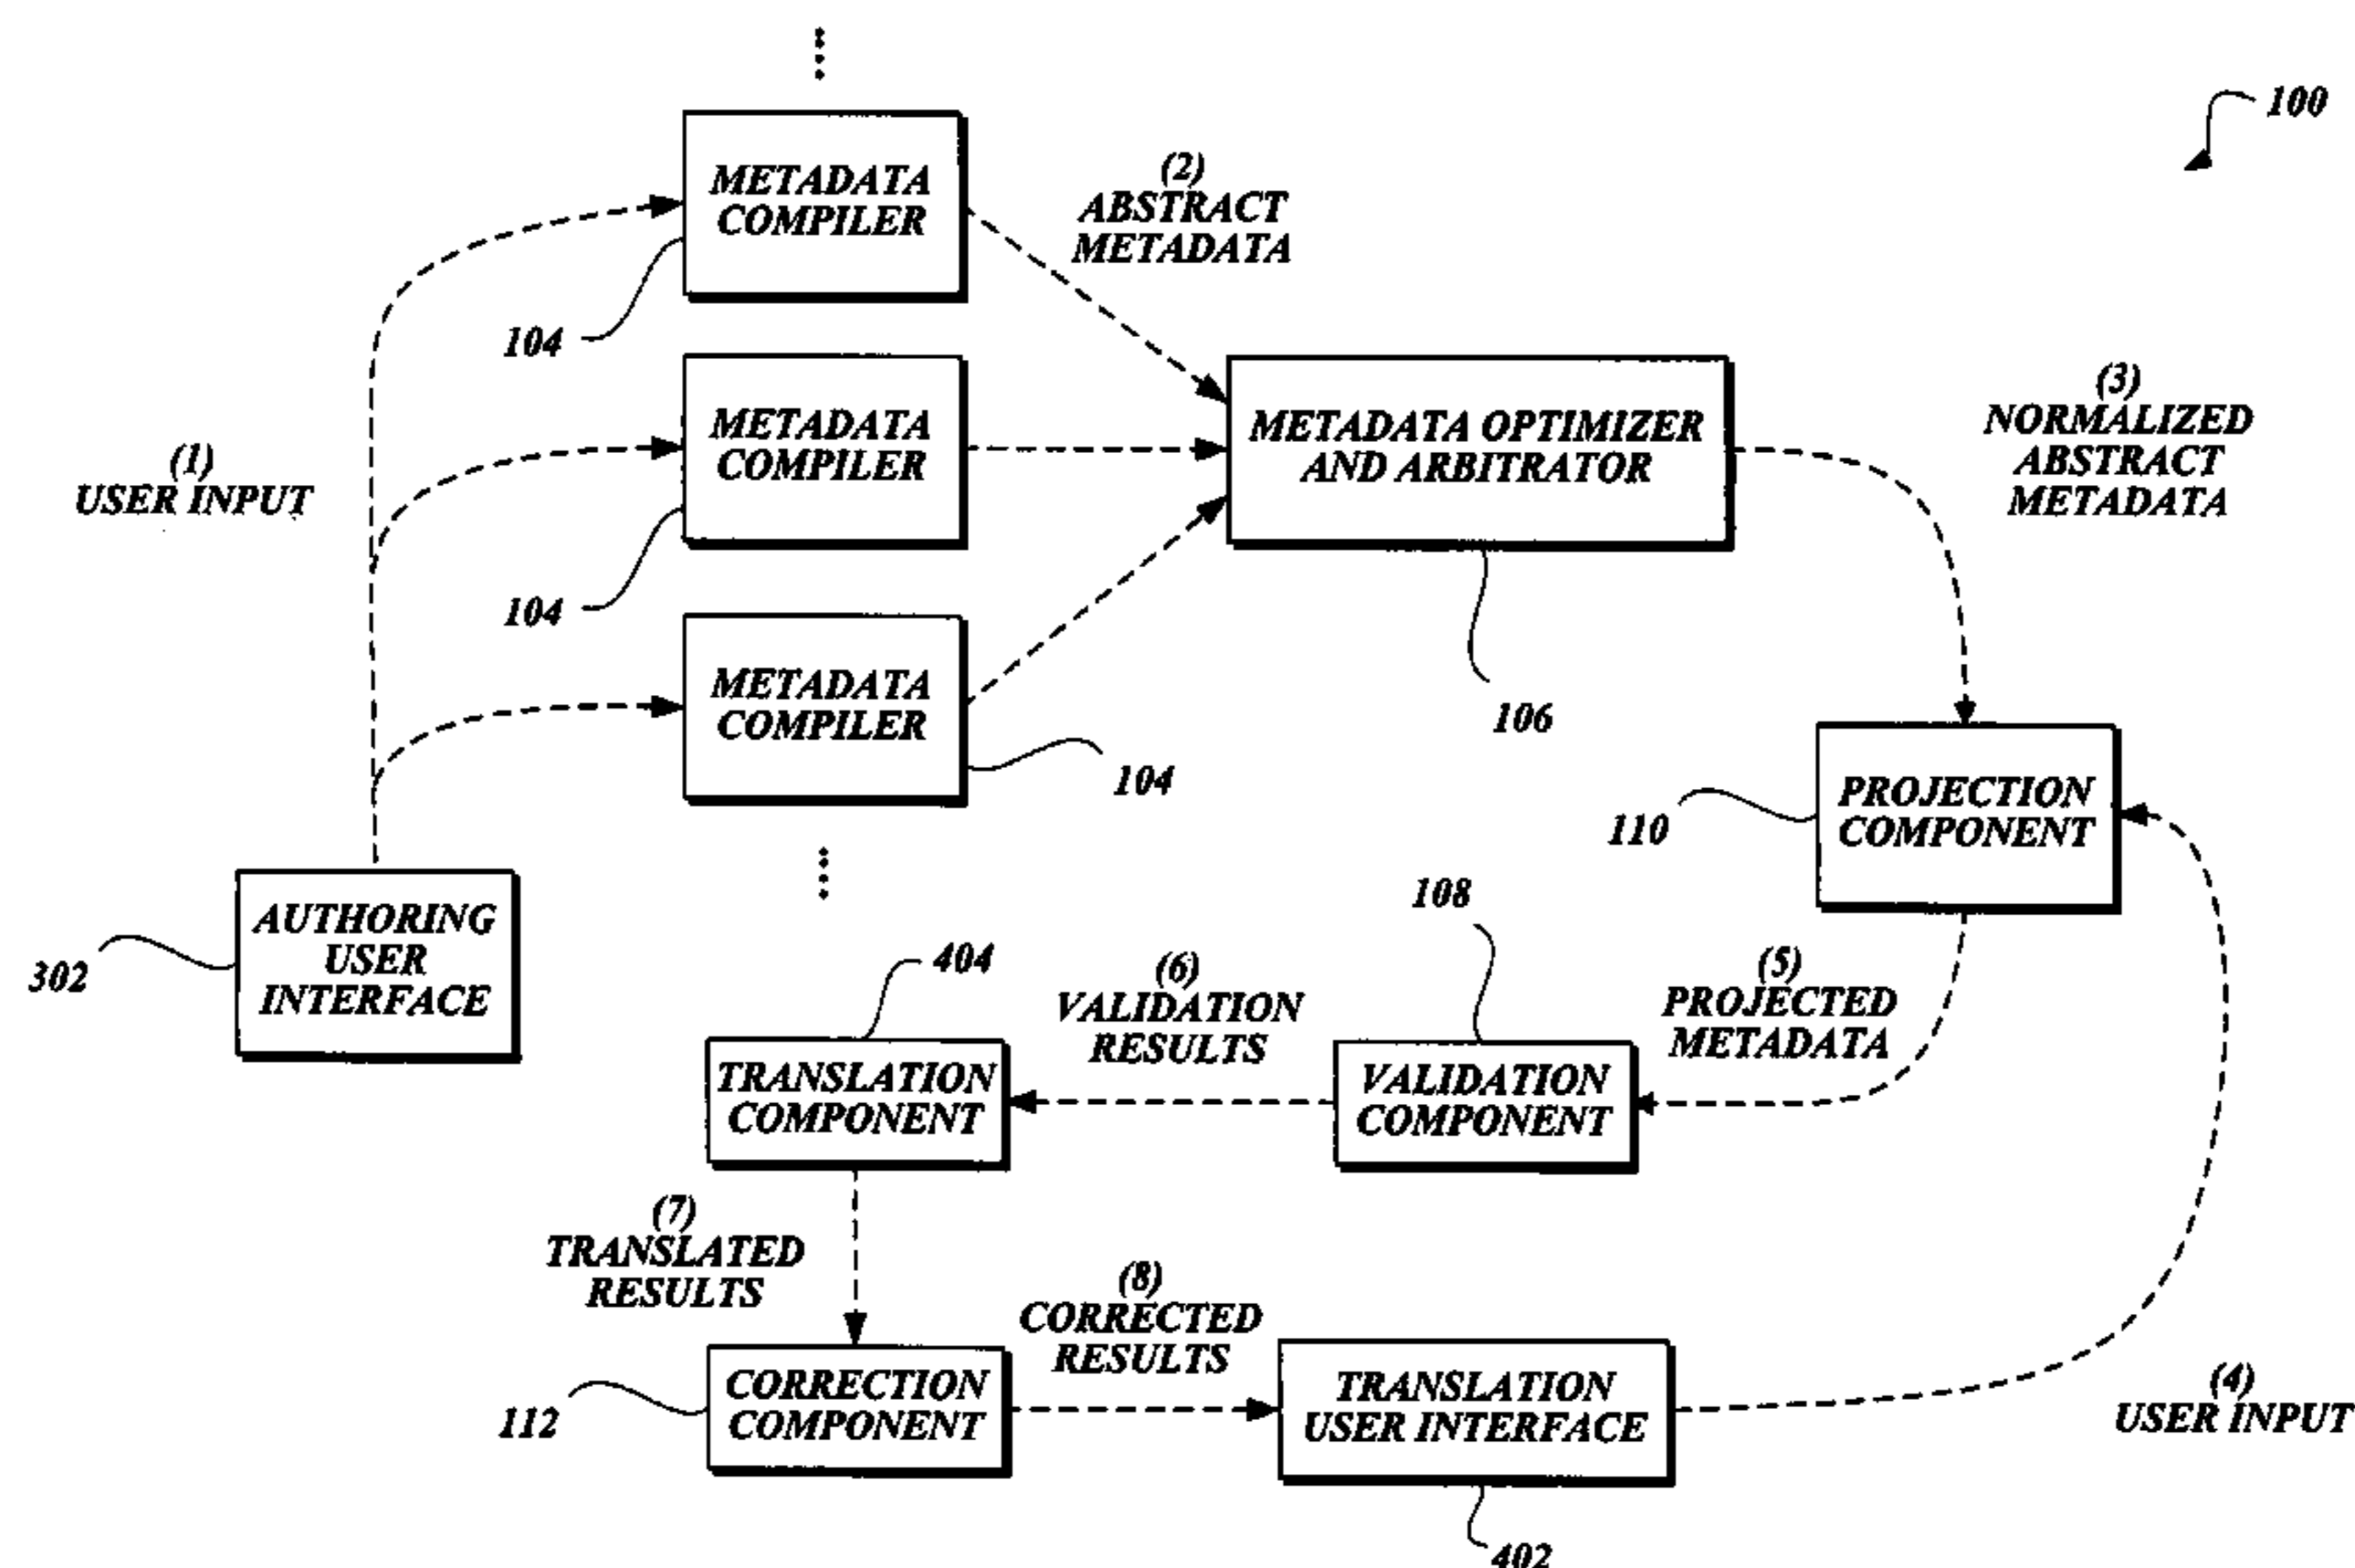 100
METADATA
COMPILER
104
(2)
ABSTRACT
METADATA
METADATA
COMPILER
104
(1)
USER INPUT
METADATA OPTIMIZER
AND ARBITRATOR
106
(3)
NORMALIZED
ABSTRACT
METADATA
METADATA
COMPILER
104
PROJECTION
COMPONENT
110
AUTHORING
USER
INTERFACE
302
404
TRANSLATION
COMPONENT
(6)
VALIDATION
RESULTS
108
VALIDATION
COMPONENT
(5)
PROJECTED
METADATA
(7)
TRANSLATED
RESULTS
CORRECTION
COMPONENT
112
(8)
CORRECTED
RESULTS
TRANSLATION
USER INTERFACE
402
(4)
USER INPUT